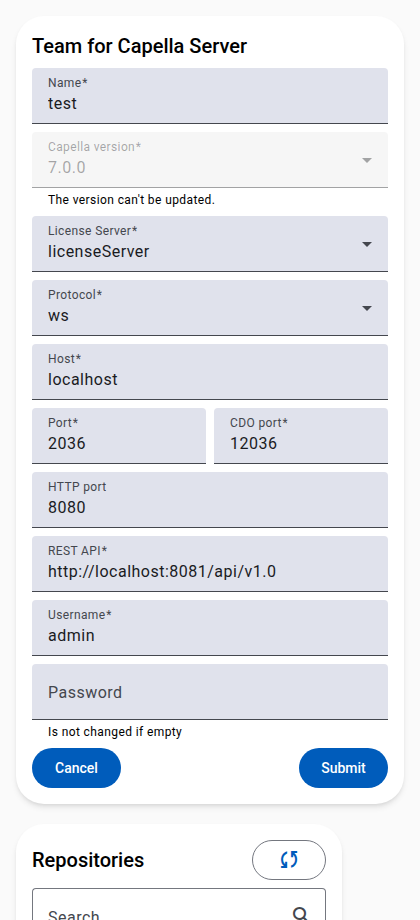 Team for Capella Server
Name*
test
Capella version*
7.0.0
The version can't be updated.
License Server*
licenseServer
Protocol*
ws
Host*
localhost
Port*
2036
CDO port*
12036
HTTP port
8080
REST API*
http://localhost:8081/api/v1.0
Username*
admin
Password
Is not changed if empty
Cancel
Submit
Repositories
Search